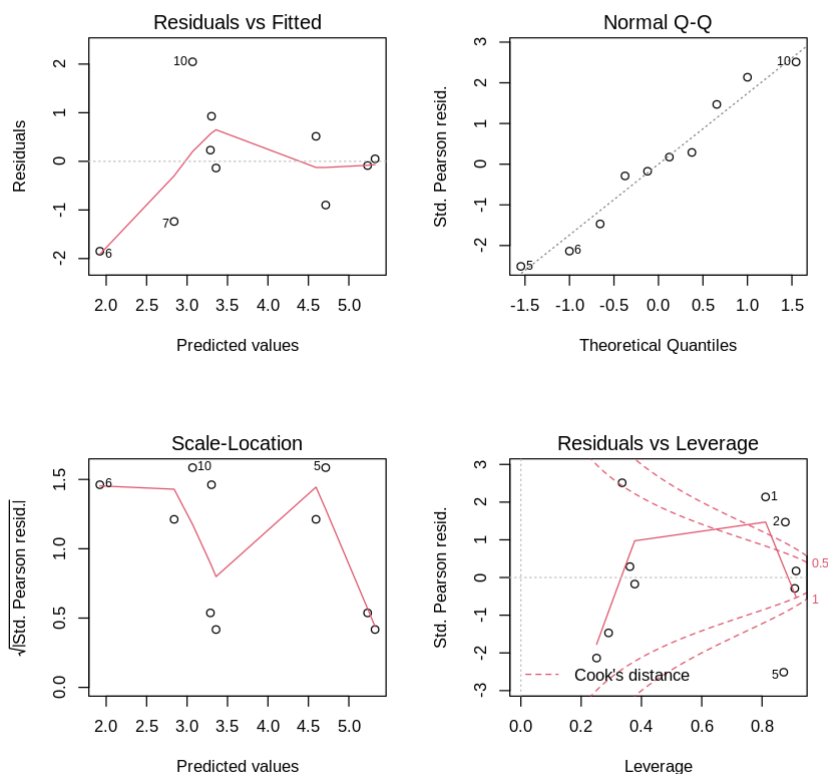 Residuals vs Fitted
Residuals
2
1
0
-1
-2
10
7
6
2.0 2.5 3.0 3.5 4.0 4.5 5.0
Predicted values
Normal Q-Q
Std. Pearson resid.
3
2
1
0
-1
-2
10
6
5
-1.5 -1.0 -0.5 0.0 0.5 1.0 1.5
Theoretical Quantiles
Scale-Location
√|Std. Pearson resid.|
1.5
1.0
0.5
0.0
6
10
5
2.0 2.5 3.0 3.5 4.0 4.5 5.0
Predicted values
Residuals vs Leverage
Std. Pearson resid.
3
2
1
0
-1
-2
-3
1
2
0.5
1
5
Cook's distance
0.0 0.2 0.4 0.6 0.8
Leverage